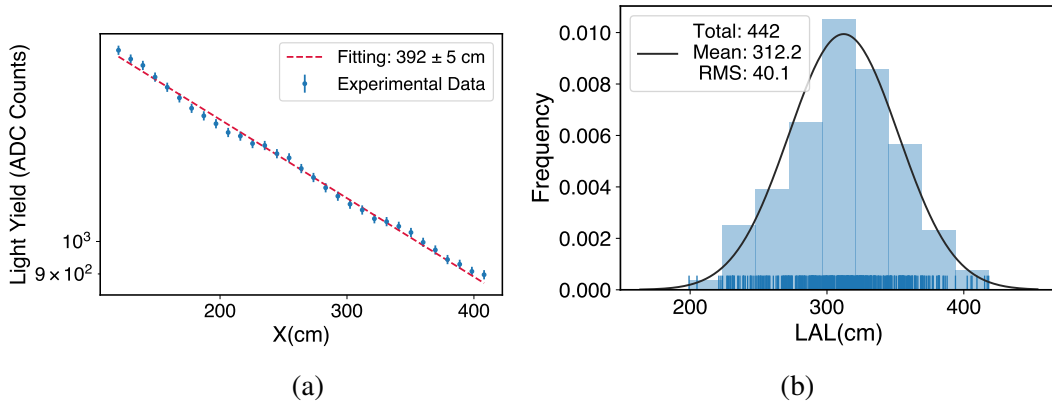 Light Yield (ADC Counts)
10³
9 × 10²
Fitting: 392 ± 5 cm
Experimental Data
200
300
400
X(cm)
(a)
Frequency
0.010
0.008
0.006
0.004
0.002
0.000
Total: 442
Mean: 312.2
RMS: 40.1
200
300
400
LAL(cm)
(b)